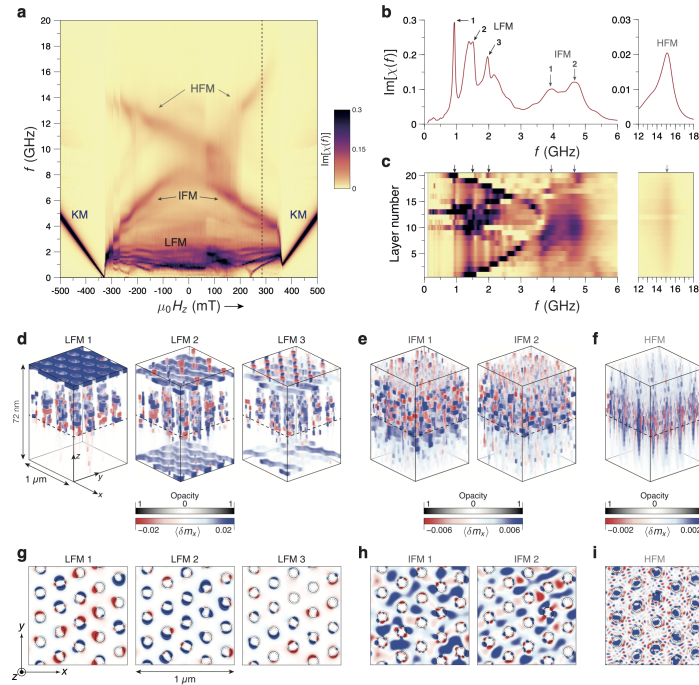 a
20
18
16
14
12
10
8
6
4
2
0
f (GHz)
HFM
IFM
LFM
KM
KM
0.3
0.15
0
Im[χ(f)]
-500 -400 -300 -200 -100 0 100 200 300 400 500
μ0Hz (mT)
b
0.3
0.2
0.1
0
Im[χ(f)]
1
LFM
2
3
IFM
1
2
0 1 2 3 4 5 6
f (GHz)
0.03
0.02
0.01
0
HFM
12 14 16 18
c
20
15
10
5
Layer number
0 1 2 3 4 5 6
f (GHz)
12 14 16 18
d
LFM 1
LFM 2
LFM 3
72 nm
1 μm
z
y
x
Opacity
1 0 1
−0.02 ⟨δmx⟩ 0.02
e
IFM 1
IFM 2
Opacity
1 0 1
−0.006 ⟨δmx⟩ 0.006
f
HFM
Opacity
1 0 1
−0.002 ⟨δmx⟩ 0.002
g
LFM 1
LFM 2
LFM 3
y
z
x
1 μm
h
IFM 1
IFM 2
i
HFM